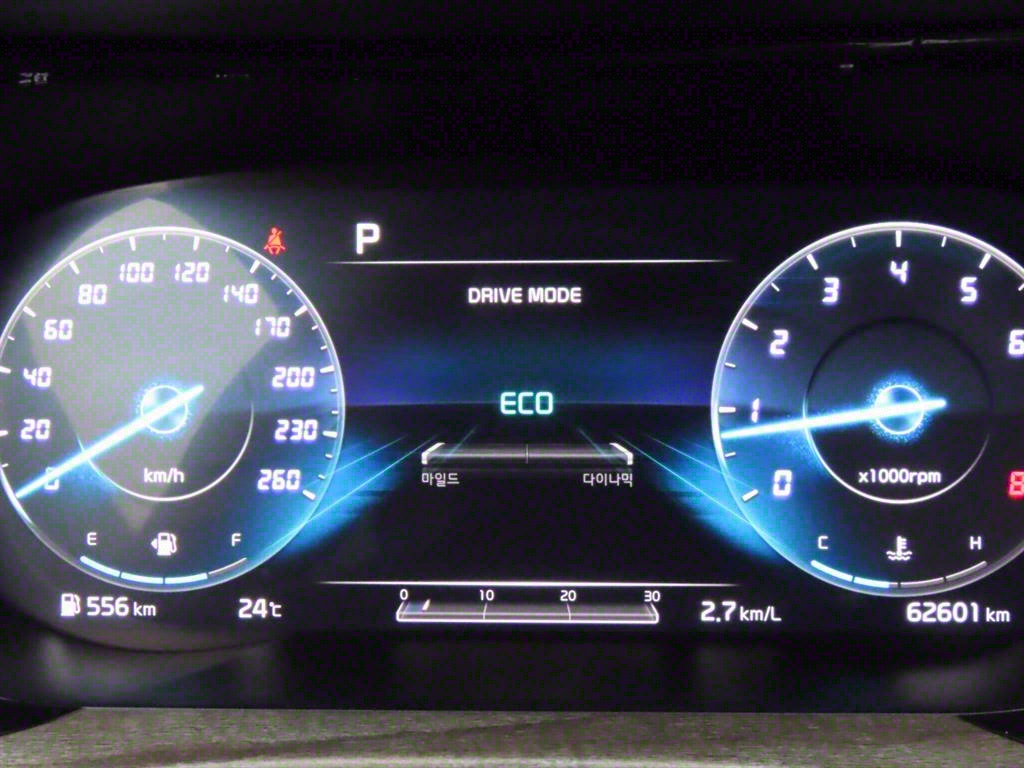 P
100 120
80
140
60
170
40
200
20
230
0
260
km/h
E
F
556 km
24℃
DRIVE MODE
ECO
마일드
다이나믹
0 10 20 30
2.7 km/L
4
3
5
2
6
1
0
8
x1000rpm
C
H
62601 km